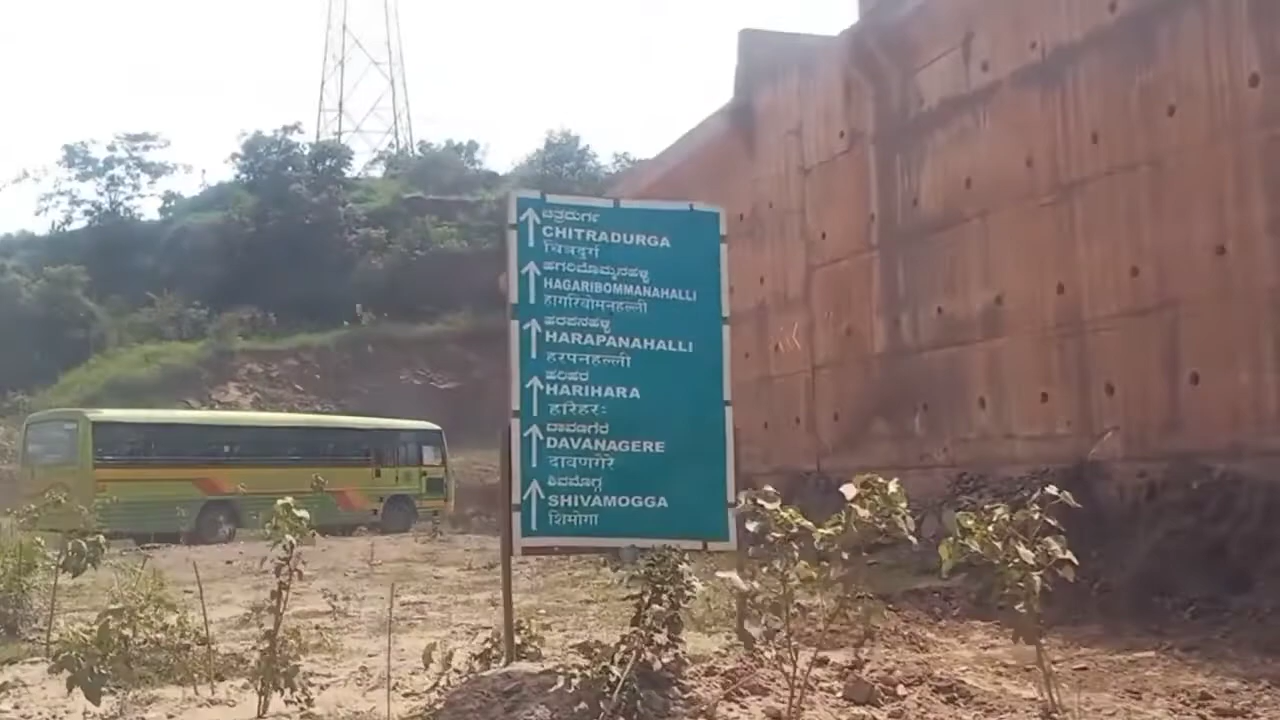 ಚಿತ್ರದುರ್ಗ
CHITRADURGA
चित्रदुर्ग
ಹಗರಿಬೊಮ್ಮನಹಳ್ಳಿ
HAGARIBOMMANAHALLI
हागरिबोमनहल्ली
ಹರಪನಹಳ್ಳಿ
HARAPANAHALLI
हरपनहल्ली
ಹರಿಹರ
HARIHARA
हरिहरः
ದಾವಣಗೆರೆ
DAVANAGERE
दावणगेरे
ಶಿವಮೊಗ್ಗ
SHIVAMOGGA
शिमोगा